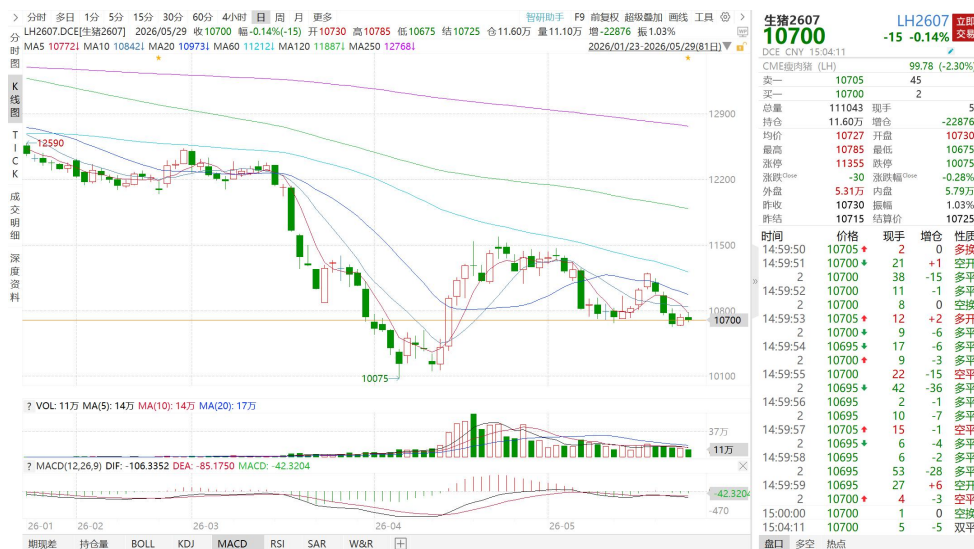 分时 多日 1分 5分 15分 30分 60分 4小时 日 周 月 更多 智研助手 F9 前复权 超级叠加 画线 工具
LH2607.DCE[生猪2607] 2026/05/29 收10700 幅-0.14%(-15) 开10730 高10785 低10675 结10725 仓11.60万 量11.10万 增-22876 振1.03%
MA5 10772↓ MA10 10842↓ MA20 10973↓ MA60 11212↓ MA120 11887↓ MA250 12768↓
2026/01/23-2026/05/29(81日)▼
分时图
K线图
TICK
成交明细
深度资料
12590
12900
12200
11500
10800
10700
10100
10075
? VOL: 11万 MA(5): 14万 MA(10): 14万 MA(20): 17万
37万
11万
? MACD(12,26,9) DIF: -106.3352 DEA: -85.1750 MACD: -42.3204
-42.3204
-470
26-01 26-02 26-03 26-04 26-05
期现差 持仓量 BOLL KDJ MACD RSI SAR W&R
生猪2607 LH2607
10700 -15 -0.14%
立即
交易
DCE CNY 15:04:11
CME瘦肉猪 (LH) 99.78 (-2.30%)
卖一 10705 45
买一 10700 2
总量 111043 现手 5
持仓 11.60万 增仓 -22876
均价 10727 开盘 10730
最高 10785 最低 10675
涨停 11355 跌停 10075
涨跌Close -30 涨跌幅Close -0.28%
外盘 5.31万 内盘 5.79万
昨收 10730 振幅 1.03%
昨结 10715 结算价 10725
时间 价格 现手 增仓 性质
14:59:50 10705 2 0 多换
14:59:51 10700 21 +1 空开
2 10700 38 -15 多平
14:59:52 10700 11 -1 多平
2 10700 8 0 空换
14:59:53 10705 12 +2 多开
2 10700 9 -6 多平
14:59:54 10695 17 -6 多平
2 10700 9 -3 空平
14:59:55 10700 22 -15 空平
2 10695 42 -36 多平
14:59:56 10695 2 -1 多平
2 10695 10 -7 多平
14:59:57 10705 15 -1 空平
2 10695 6 -4 多平
14:59:58 10695 6 -2 多平
2 10695 53 -28 多平
14:59:59 10695 27 +6 空开
2 10700 4 -3 空平
15:00:00 10700 1 0 空换
15:04:11 10700 5 -5 双平
盘口 多空 热点